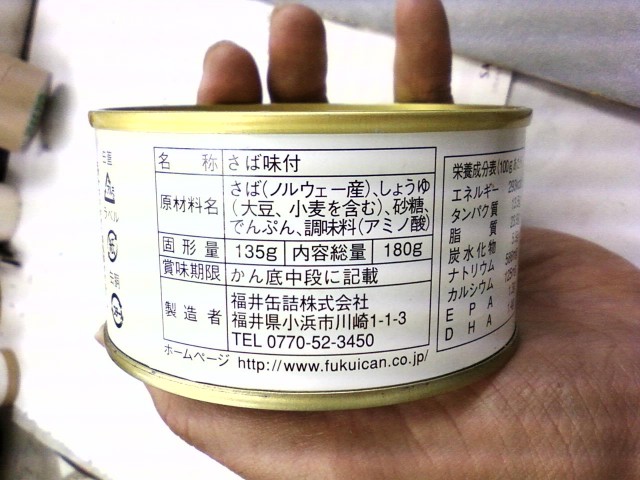 名称 さば味付
原材料名 さば(ノルウェー産)、しょうゆ
(大豆、小麦を含む)、砂糖、
でんぷん、調味料(アミノ酸)
固形量 135g 内容総量 180g
賞味期限 かん底中段に記載
製造者 福井缶詰株式会社
福井県小浜市川崎1-1-3
TEL 0770-52-3450
ホームページ http://www.fukuican.co.jp/
栄養成分表(100g
エネルギー
タンパク質
脂質
炭水化物
ナトリウム
カルシウム
EPA
DHA
ラベル